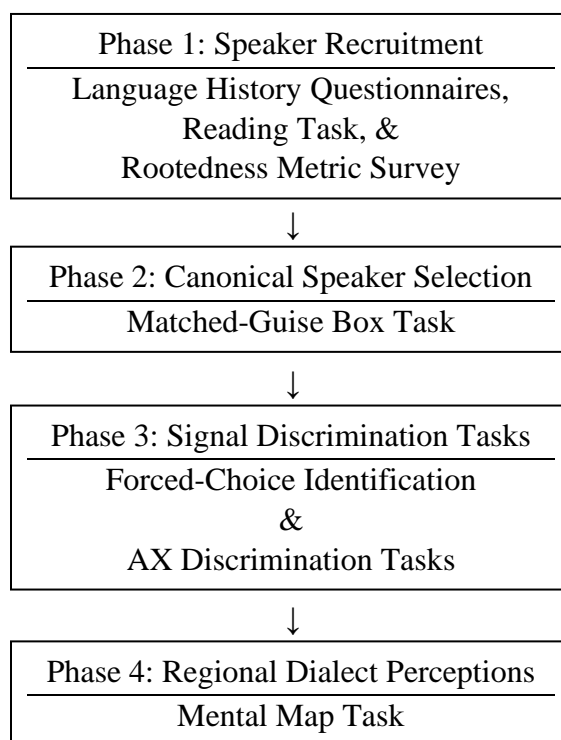 Phase 1: Speaker Recruitment
Language History Questionnaires,
Reading Task, &
Rootedness Metric Survey
↓
Phase 2: Canonical Speaker Selection
Matched-Guise Box Task
↓
Phase 3: Signal Discrimination Tasks
Forced-Choice Identification
&
AX Discrimination Tasks
↓
Phase 4: Regional Dialect Perceptions
Mental Map Task